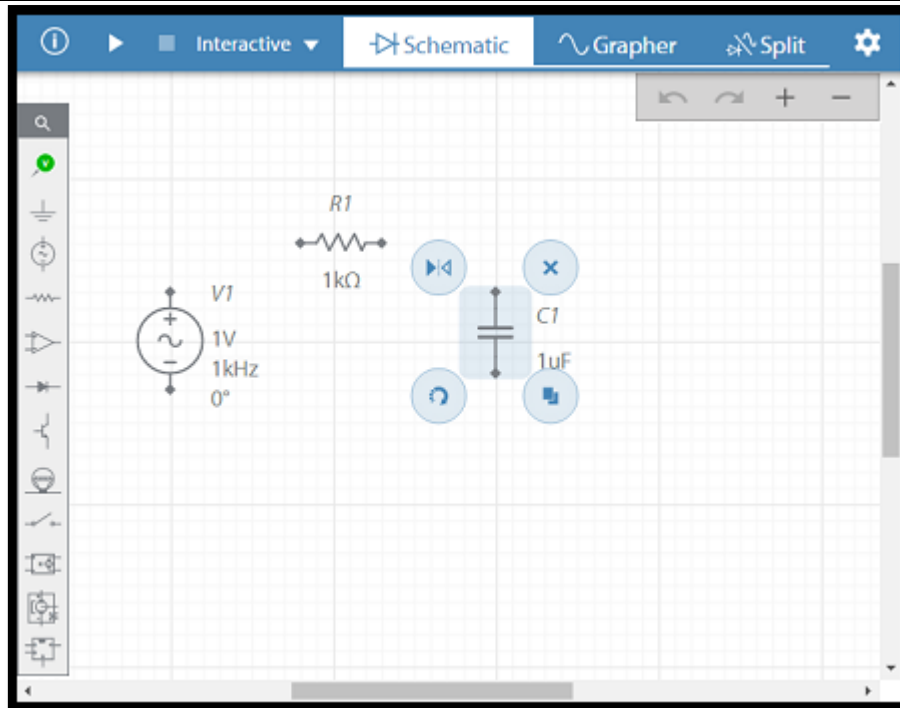 Interactive
Schematic
Grapher
Split
R1
1kΩ
V1
1V
1kHz
0°
C1
1uF